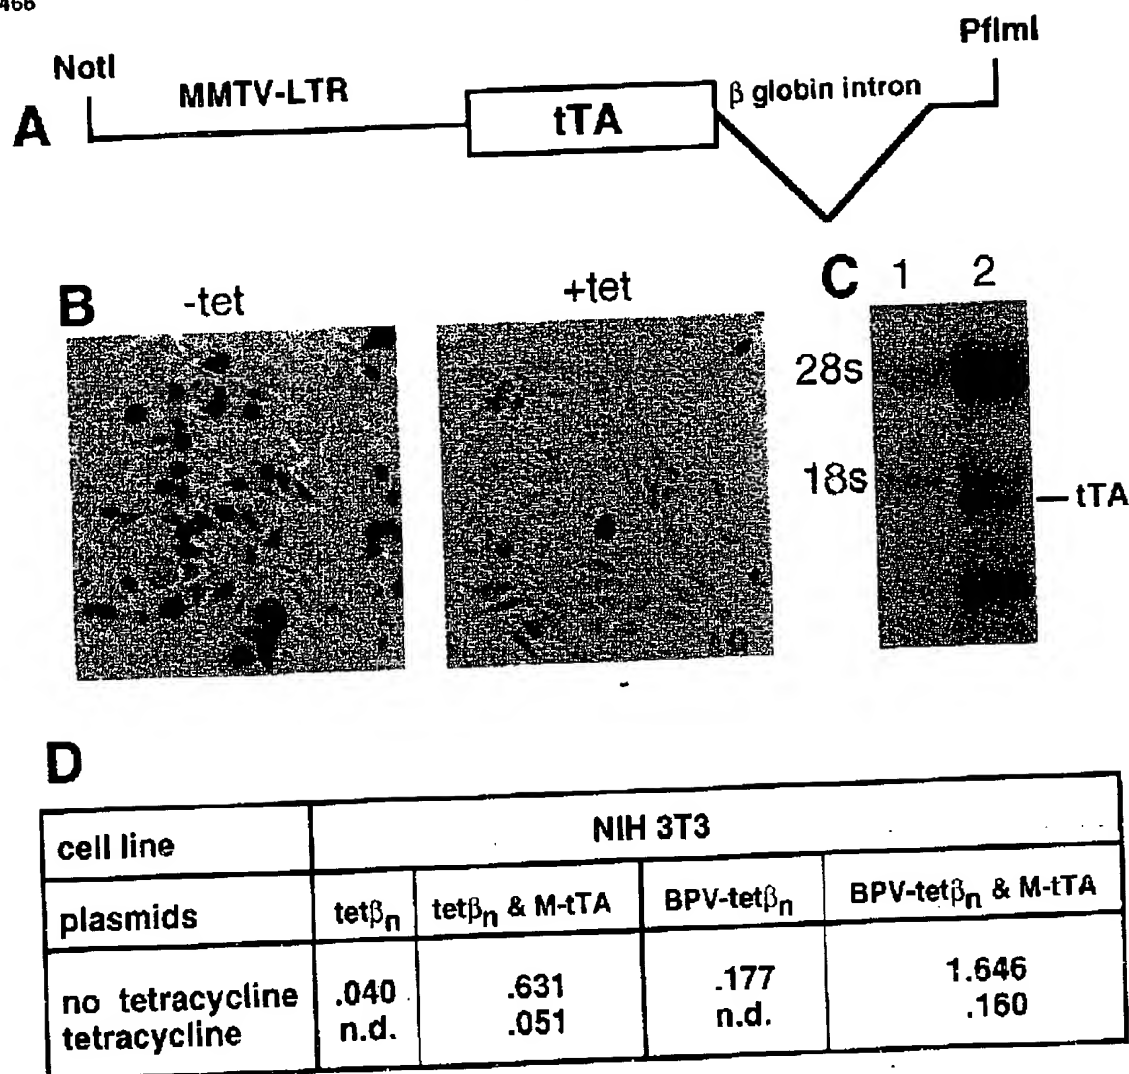 466
NotI
MMTV-LTR
tTA
β globin intron
PflmI
A
B
-tet
+tet
C
1
2
28s
18s
tTA
D
cell line
NIH 3T3
plasmids
tetβn
tetβn & M-tTA
BPV-tetβn
BPV-tetβn & M-tTA
no tetracycline
.040
.631
.177
1.646
tetracycline
n.d.
.051
n.d.
.160